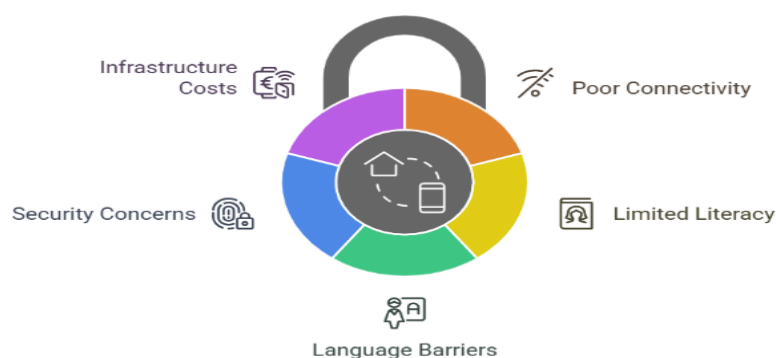 Infrastructure
Costs
Poor Connectivity
Security Concerns
Limited Literacy
Language Barriers